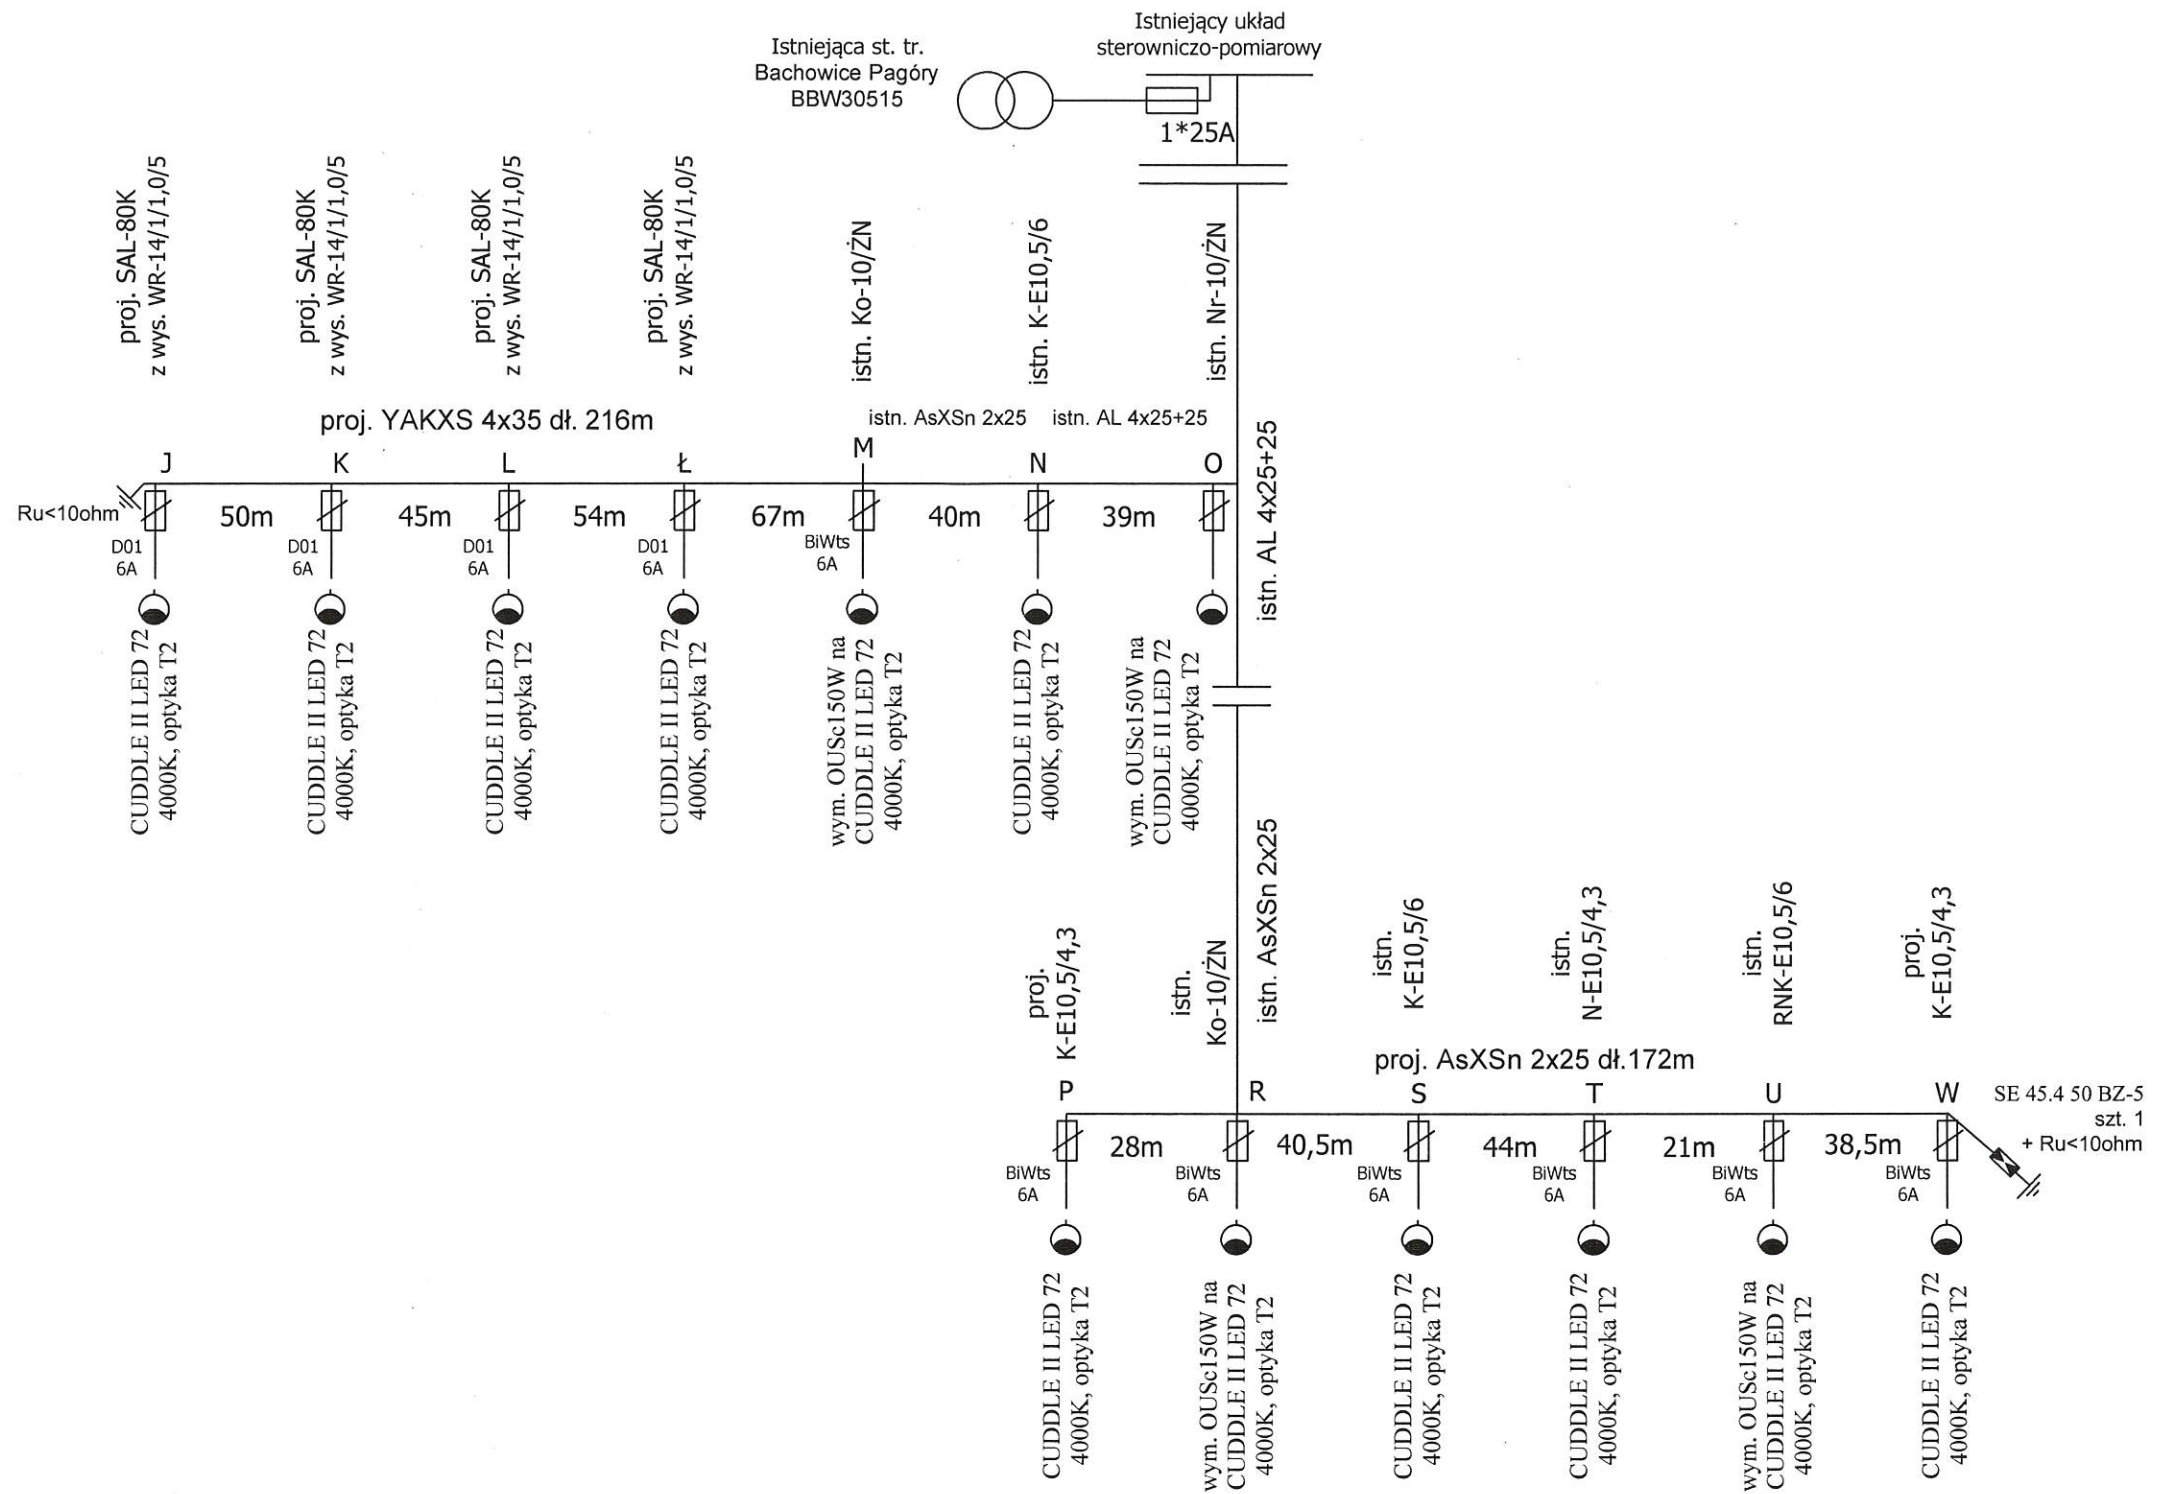 Istniejący układ
sterowniczo-pomiarowy
Istniejąca st. tr.
Bachowice Pagóry
BBW30515
1*25A
proj. SAL-80K
z wys. WR-14/1/1,0/5
proj. SAL-80K
z wys. WR-14/1/1,0/5
proj. SAL-80K
z wys. WR-14/1/1,0/5
proj. SAL-80K
z wys. WR-14/1/1,0/5
istn. Ko-10/ŻN
istn. K-E10,5/6
istn. Nr-10/ŻN
proj. YAKXS 4x35 dł. 216m
istn. AsXSn 2x25
istn. AL 4x25+25
istn. AL 4x25+25
J
K
L
Ł
M
N
O
Ru<10ohm
50m
45m
54m
67m
40m
39m
D01
6A
D01
6A
D01
6A
D01
6A
BiWts
6A
CUDDLE II LED 72
4000K, optyka T2
CUDDLE II LED 72
4000K, optyka T2
CUDDLE II LED 72
4000K, optyka T2
CUDDLE II LED 72
4000K, optyka T2
wym. OUSc150W na
CUDDLE II LED 72
4000K, optyka T2
CUDDLE II LED 72
4000K, optyka T2
wym. OUSc150W na
CUDDLE II LED 72
4000K, optyka T2
istn. AsXSn 2x25
proj.
K-E10,5/4,3
istn.
Ko-10/ŻN
istn.
K-E10,5/6
istn.
N-E10,5/4,3
istn.
RNK-E10,5/6
proj.
K-E10,5/4,3
proj. AsXSn 2x25 dł.172m
P
R
S
T
U
W
SE 45.4 50 BZ-5
szt. 1
+ Ru<10ohm
28m
40,5m
44m
21m
38,5m
BiWts
6A
BiWts
6A
BiWts
6A
BiWts
6A
BiWts
6A
BiWts
6A
CUDDLE II LED 72
4000K, optyka T2
wym. OUSc150W na
CUDDLE II LED 72
4000K, optyka T2
CUDDLE II LED 72
4000K, optyka T2
CUDDLE II LED 72
4000K, optyka T2
wym. OUSc150W na
CUDDLE II LED 72
4000K, optyka T2
CUDDLE II LED 72
4000K, optyka T2